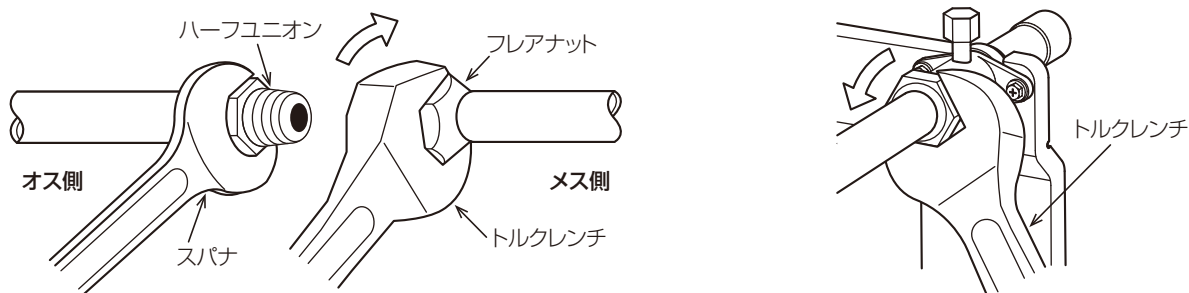 ハーフユニオン
フレアナット
オス側
メス側
スパナ
トルクレンチ
トルクレンチ